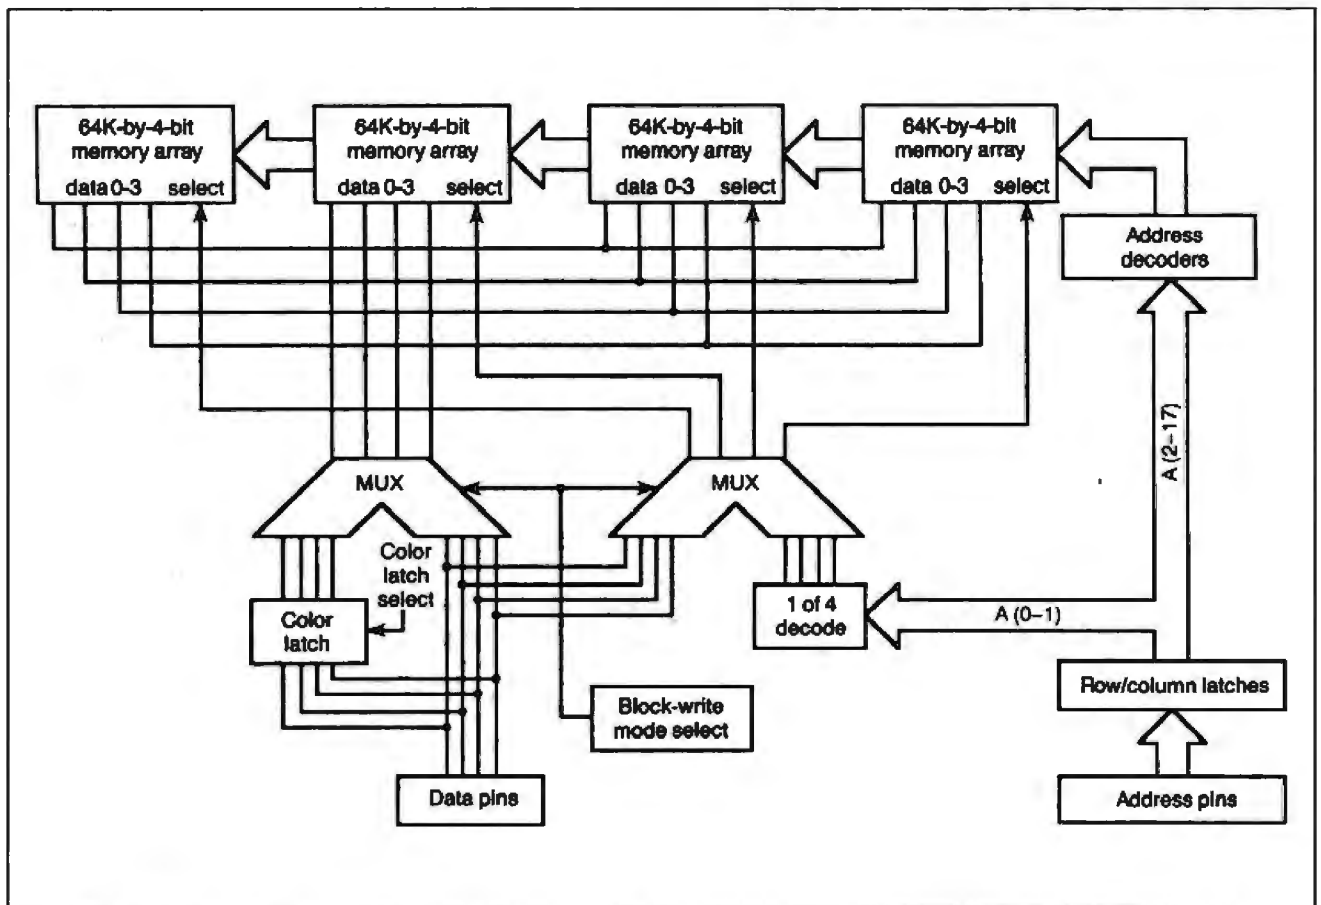 64K-by-4-bit
memory array
data 0-3 select
64K-by-4-bit
memory array
data 0-3 select
64K-by-4-bit
memory array
data 0-3 select
64K-by-4-bit
memory array
data 0-3 select
Address
decoders
A (2–17)
MUX
MUX
Color
latch
select
Color
latch
1 of 4
decode
A (0–1)
Row/column latches
Block-write
mode select
Data pins
Address pins